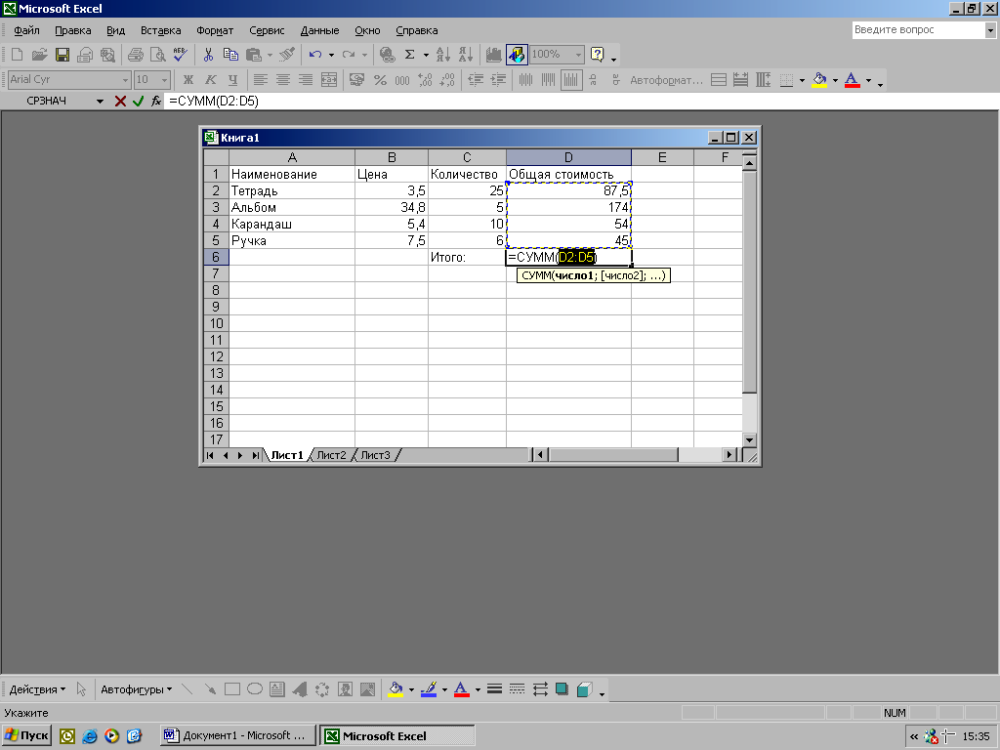 Microsoft Excel
Файл Правка Вид Вставка Формат Сервис Данные Окно Справка Введите вопрос
Σ 100%
Arial Cyr 10 Ж К Ч % Автоформат...
СРЗНАЧ fx =СУММ(D2:D5)
Книга1
A B C D E F
1 Наименование Цена Количество Общая стоимость
2 Тетрадь 3,5 25 87,5
3 Альбом 34,8 5 174
4 Карандаш 5,4 10 54
5 Ручка 7,5 6 45
6 Итого: =СУММ(D2:D5)
7 СУММ(число1; [число2]; ...)
8
9
10
11
12
13
14
15
16
17
Лист1 Лист2 Лист3
Действия Автофигуры А
Укажите NUM
Пуск Документ1 - Microsoft ... Microsoft Excel « 15:35